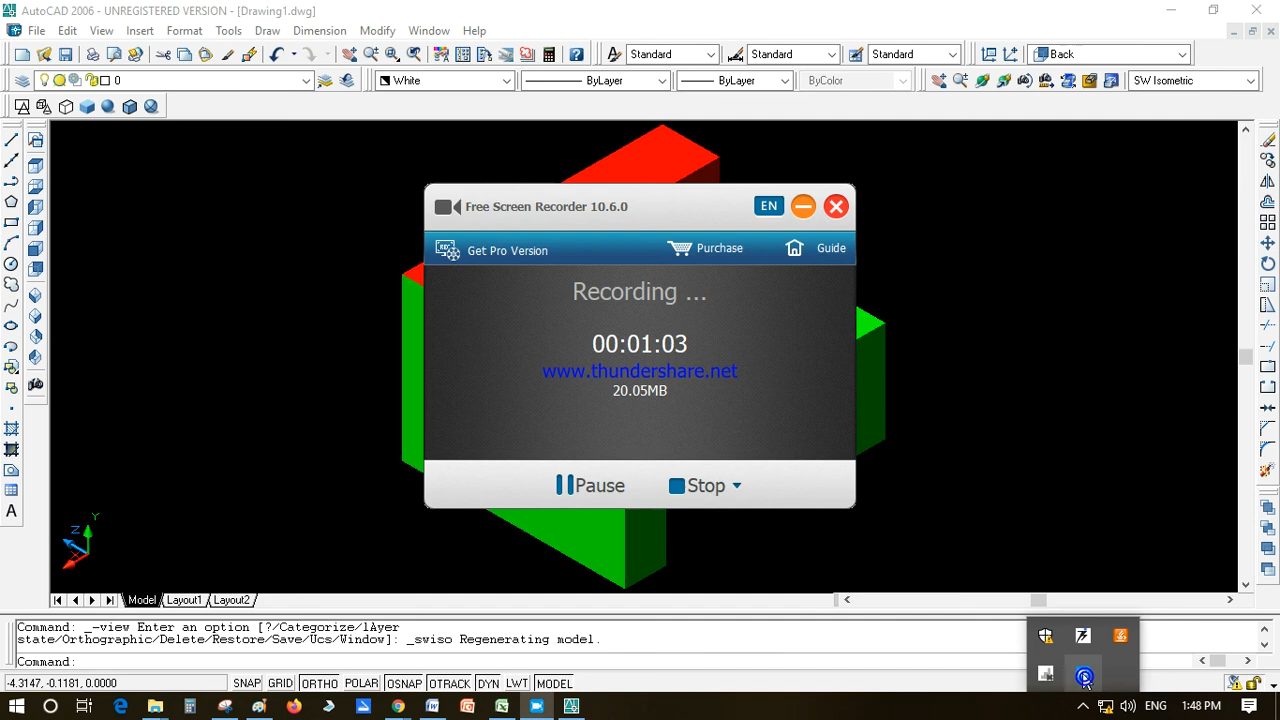 AutoCAD 2006 - UNREGISTERED VERSION - [Drawing1.dwg]
File Edit View Insert Format Tools Draw Dimension Modify Window Help
Standard Standard Standard Back
0 White ByLayer ByLayer ByColor SW Isometric
Free Screen Recorder 10.6.0 EN
Get Pro Version Purchase Guide
Recording ...
00:01:03
www.thundershare.net
20.05MB
Pause Stop
Z Y X
A
Model Layout1 Layout2
Command: _-view Enter an option [?/Categorize/lAyer
state/Orthographic/Delete/Restore/Save/Ucs/Window]: _swiso Regenerating model.
Command:
-4.3147, -0.1181, 0.0000 SNAP GRID ORTHO POLAR OSNAP OTRACK DYN LWT MODEL
ENG 1:48 PM